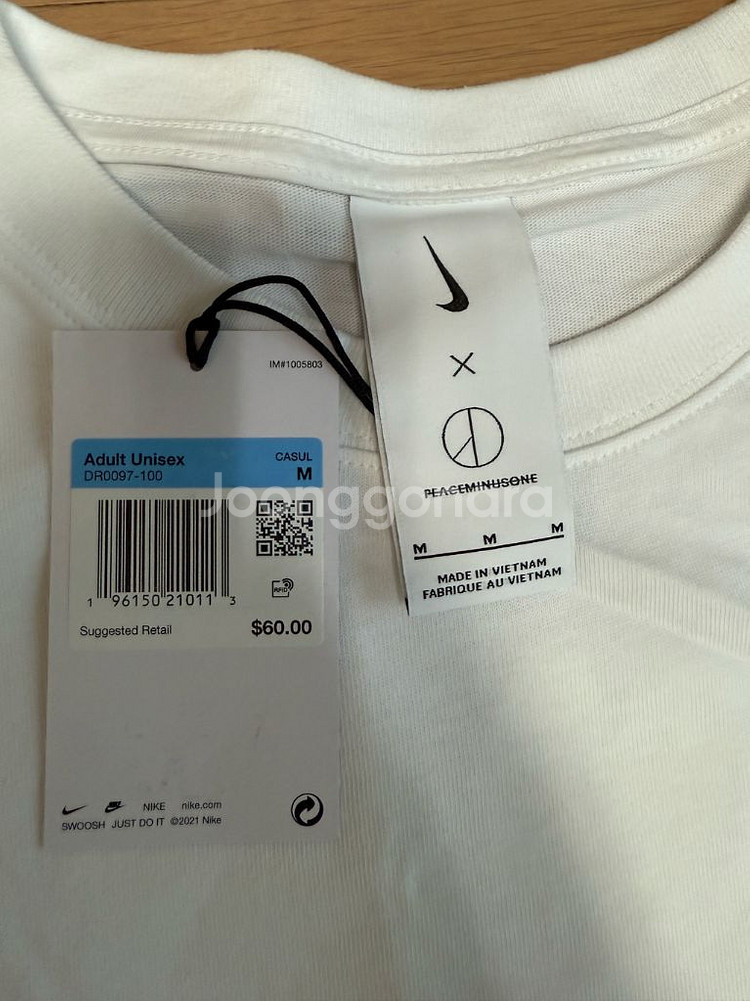 IM#1005803
Adult Unisex
CASUL
DR0097-100
M
1 96150 21011 3
RFID
Suggested Retail
$60.00
NIKE nike.com
SWOOSH JUST DO IT ©2021 Nike
×
PEACEMINUSONE
M M M
MADE IN VIETNAM
FABRIQUE AU VIETNAM
Joonggonara